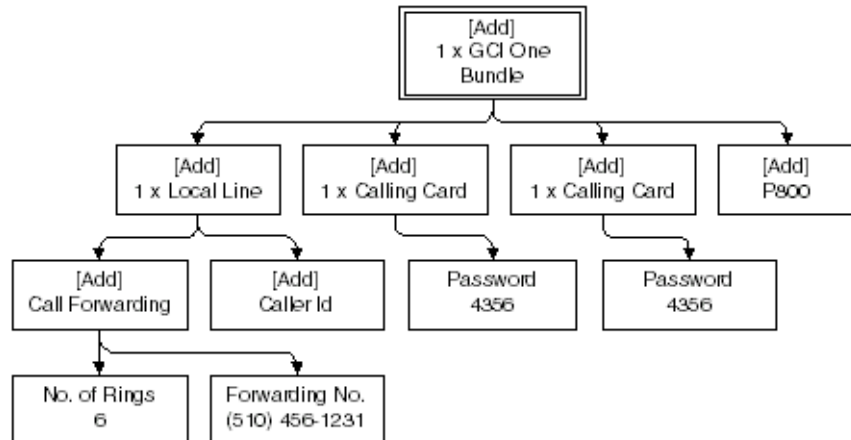 [Add]
1 x GCI One
Bundle
[Add]
1 x Local Line
[Add]
1 x Calling Card
[Add]
1 x Calling Card
[Add]
P800
[Add]
Call Forwarding
[Add]
Caller Id
Password
4356
Password
4356
No. of Rings
6
Forwarding No.
(510) 456-1231